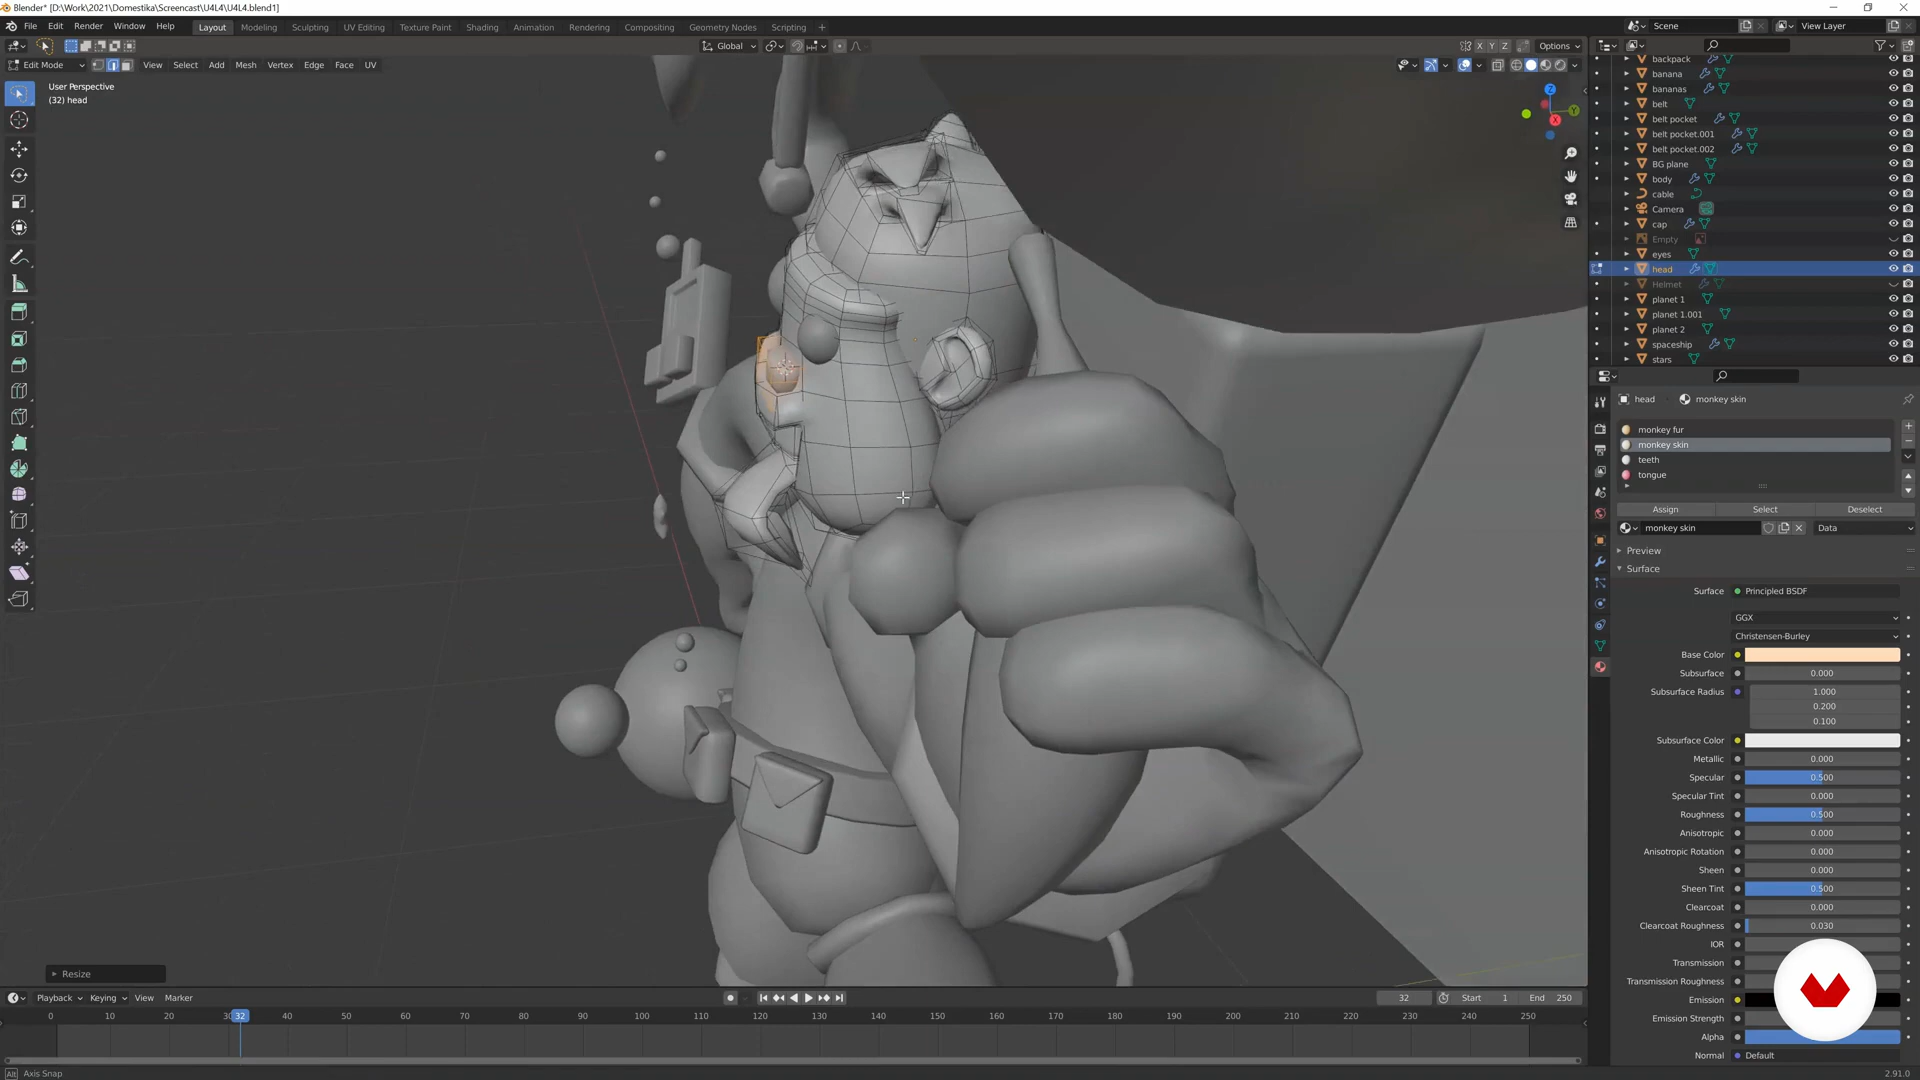 Blender* [D:\Work\2021\Domestika\Screencast\U4L4\U4L4.blend1]
File Edit Render Window Help Layout Modeling Sculpting UV Editing Texture Paint Shading Animation Rendering Compositing Geometry Nodes Scripting + Scene View Layer
Global X Y Z Options
Edit Mode View Select Add Mesh Vertex Edge Face UV
User Perspective
(32) head
Z
Y
X
backpack
banana
bananas
belt
belt pocket
belt pocket.001
belt pocket.002
BG plane
body
cable
Camera
cap
Empty
eyes
head
Helmet
planet 1
planet 1.001
planet 2
spaceship
stars
head monkey skin
monkey fur
monkey skin
teeth
tongue
Assign Select Deselect
monkey skin Data
Preview
Surface
Surface Principled BSDF
GGX
Christensen-Burley
Base Color
Subsurface 0.000
Subsurface Radius 1.000
0.200
0.100
Subsurface Color
Metallic 0.000
Specular 0.500
Specular Tint 0.000
Roughness 0.500
Anisotropic 0.000
Anisotropic Rotation 0.000
Sheen 0.000
Sheen Tint 0.500
Clearcoat 0.000
Clearcoat Roughness 0.030
IOR
Transmission
Transmission Roughness
Emission
Emission Strength
Alpha
Normal Default
Resize
Playback Keying View Marker 32 Start 1 End 250
0 10 20 32 40 50 60 70 80 90 100 110 120 130 140 150 160 170 180 190 200 210 220 230 240 250
Alt Axis Snap 2.91.0